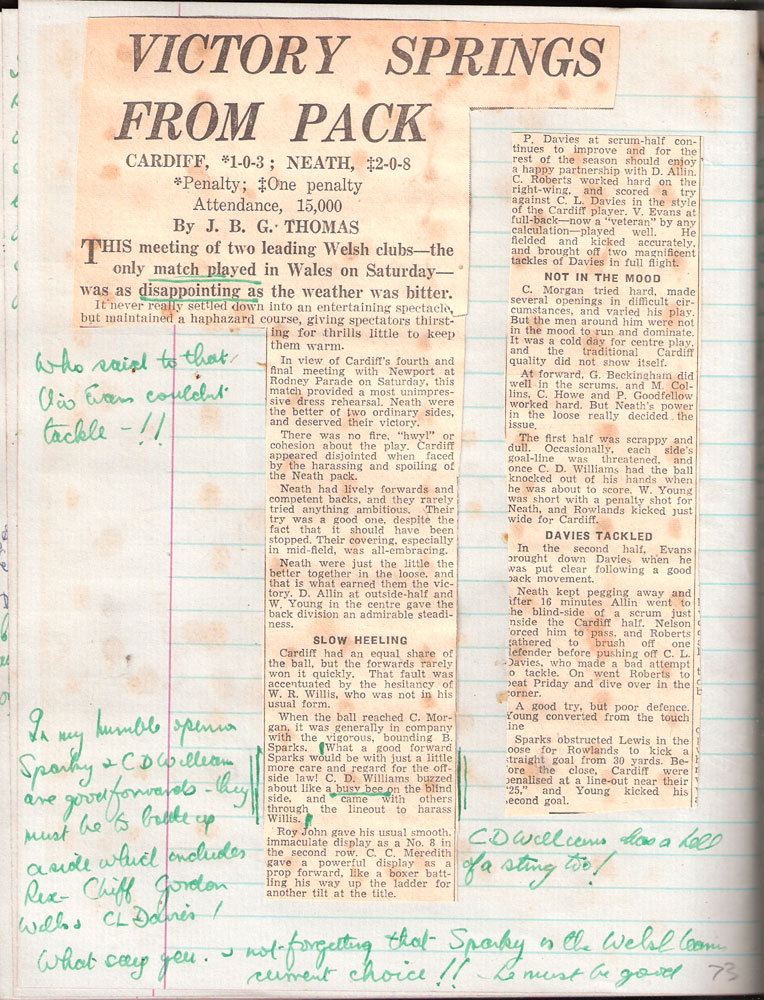 VICTORY SPRINGS
FROM PACK
CARDIFF, *1-0-3; NEATH, ‡2-0-8
*Penalty; ‡One penalty
Attendance, 15,000
By J. B. G. THOMAS
THIS meeting of two leading Welsh clubs—the
only match played in Wales on Saturday—
was as disappointing as the weather was bitter.
It never really settled down into an entertaining spectacle,
but maintained a haphazard course, giving spectators thirst-
ing for thrills little to keep
them warm.
In view of Cardiff's fourth and
final meeting with Newport at
Rodney Parade on Saturday, this
match provided a most unimpres-
sive dress rehearsal. Neath were
the better of two ordinary sides,
and deserved their victory.
There was no fire, "hwyl" or
cohesion about the play. Cardiff
appeared disjointed when faced
by the harassing and spoiling of
the Neath pack.
Neath had lively forwards and
competent backs, and they rarely
tried anything ambitious. Their
try was a good one, despite the
fact that it should have been
stopped. Their covering, especially
in mid-field, was all-embracing.
Neath were just the little the
better together in the loose, and
that is what earned them the vic-
tory. D. Allin at outside-half and
W. Young in the centre gave the
back division an admirable steadi-
ness.
SLOW HEELING
Cardiff had an equal share of
the ball, but the forwards rarely
won it quickly. That fault was
accentuated by the hesitancy of
W. R. Willis, who was not in his
usual form.
When the ball reached C. Mor-
gan, it was generally in company
with the vigorous, bounding B.
Sparks. What a good forward
Sparks would be with just a little
more care and regard for the off-
side law! C. D. Williams buzzed
about like a busy bee on the blind
side, and came with others
through the lineout to harass
Willis.
Roy John gave his usual smooth,
immaculate display as a No. 8 in
the second row. C. C. Meredith
gave a powerful display as a
prop forward, like a boxer batt-
ling his way up the ladder for
another tilt at the title.
P. Davies at scrum-half con-
tinues to improve and for the
rest of the season should enjoy
a happy partnership with D. Allin.
C. Roberts worked hard on the
right-wing, and scored a try
against C. L. Davies in the style
of the Cardiff player. V. Evans at
full-back—now a "veteran" by any
calculation—played well. He
fielded and kicked accurately,
and brought off two magnificent
tackles of Davies in full flight.
NOT IN THE MOOD
C. Morgan tried hard, made
several openings in difficult cir-
cumstances, and varied his play.
But the men around him were not
in the mood to run and dominate.
It was a cold day for centre play,
and the traditional Cardiff
quality did not show itself.
At forward, G. Beckingham did
well in the scrums, and M. Col-
lins, C. Howe and P. Goodfellow
worked hard. But Neath's power
in the loose really decided the
issue.
The first half was scrappy and
dull. Occasionally, each side's
goal-line was threatened, and
once C. D. Williams had the ball
knocked out of his hands when
he was about to score. W. Young
was short with a penalty shot for
Neath, and Rowlands kicked just
wide for Cardiff.
DAVIES TACKLED
In the second half, Evans
brought down Davies when he
was put clear following a good
back movement.
Neath kept pegging away and
after 16 minutes Allin went to
the blind-side of a scrum just
inside the Cardiff half. Nelson
forced him to pass, and Roberts
gathered to brush off one
defender before pushing off C. L.
Davies, who made a bad attempt
to tackle. On went Roberts to
beat Priday and dive over in the
corner.
A good try, but poor defence.
Young converted from the touch
line
Sparks obstructed Lewis in the
loose for Rowlands to kick a
straight goal from 30 yards. Be-
fore the close, Cardiff were
penalised at a line-out near their
"25," and Young kicked his
second goal.
Who said to that
Viv Evans couldn't
tackle - !!
In my humble opinion
Sparky & CD William
are good forwards - they
must be to bottle up
a side which includes
Rex - Cliff Gordon
Wells & CL Davies!
What say you. & not forgetting that Sparky is the Welsh team
current choice!! - he must be good
CD Williams has a hell
of a sting too!
73